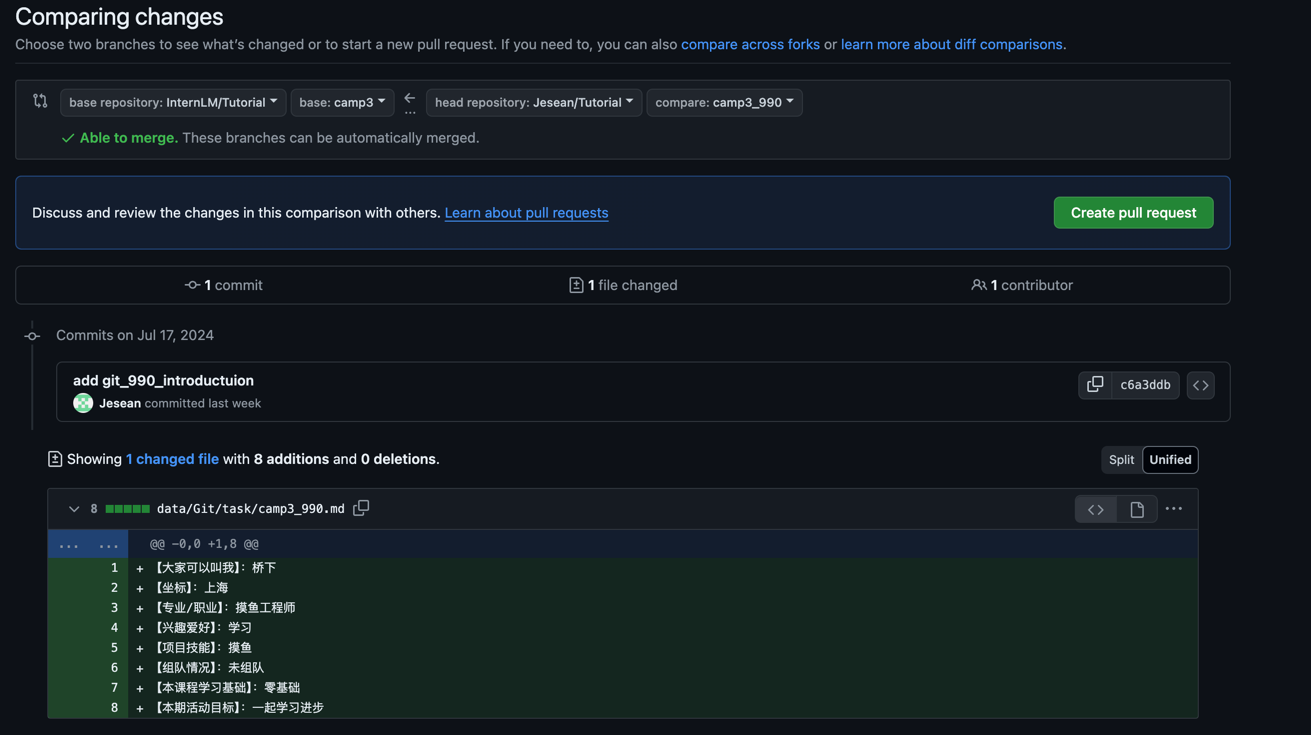 Comparing changes
Choose two branches to see what's changed or to start a new pull request. If you need to, you can also compare across forks or learn more about diff comparisons.
base repository: InternLM/Tutorial base: camp3 ... head repository: Jesean/Tutorial compare: camp3_990
Able to merge. These branches can be automatically merged.
Discuss and review the changes in this comparison with others. Learn about pull requests Create pull request
1 commit 1 file changed 1 contributor
Commits on Jul 17, 2024
add git_990_introductuion
c6a3ddb
Jesean committed last week
Showing 1 changed file with 8 additions and 0 deletions. Split Unified
8 data/Git/task/camp3_990.md ...
... ... @@ -0,0 +1,8 @@
1 + 【大家可以叫我】：桥下
2 + 【坐标】：上海
3 + 【专业/职业】：摸鱼工程师
4 + 【兴趣爱好】：学习
5 + 【项目技能】：摸鱼
6 + 【组队情况】：未组队
7 + 【本课程学习基础】：零基础
8 + 【本期活动目标】：一起学习进步